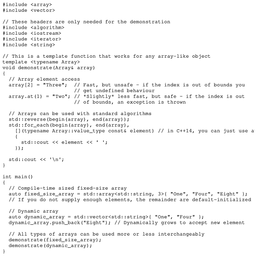 #include <array>
#include <vector>
// These headers are only needed for the demonstration
#include <algorithm>
#include <iostream>
#include <iterator>
#include <string>
// This is a template function that works for any array-like object
template <typename Array>
void demonstrate(Array& array)
{
// Array element access
array[2] = "Three"; // Fast, but unsafe - if the index is out of bounds you
// get undefined behaviour
array.at(1) = "Two"; // *Slightly* less fast, but safe - if the index is out
// of bounds, an exception is thrown
// Arrays can be used with standard algorithms
std::reverse(begin(array), end(array));
std::for_each(begin(array), end(array),
[](typename Array::value_type const& element) // in C++14, you can just use a
{
std::cout << element << ' ';
});
std::cout << '\n';
}
int main()
{
// Compile-time sized fixed-size array
auto fixed_size_array = std::array<std::string, 3>{ "One", "Four", "Eight" };
// If you do not supply enough elements, the remainder are default-initialized
// Dynamic array
auto dynamic_array = std::vector<std::string>{ "One", "Four" };
dynamic_array.push_back("Eight"); // Dynamically grows to accept new element
// All types of arrays can be used more or less interchangeably
demonstrate(fixed_size_array);
demonstrate(dynamic_array);
}